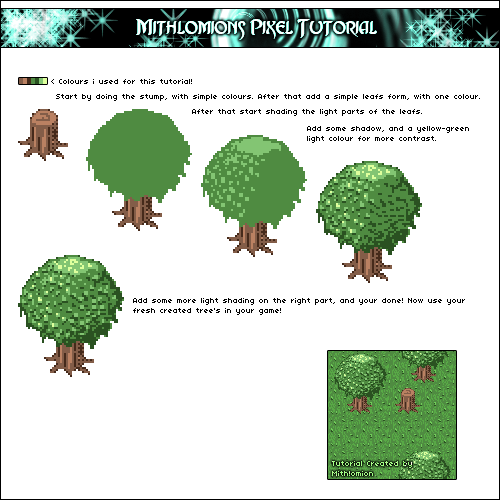 Mithlomions Pixel Tutorial
< Colours i used for this tutorial!
Start by doing the stump, with simple colours. After that add a simple leafs form, with one colour.
After that start shading the light parts of the leafs.
Add some shadow, and a yellow-green
light colour for more contrast.
Add some more light shading on the right part, and your done! Now use your
fresh created tree's in your game!
Tutorial Created by
Mithlomion